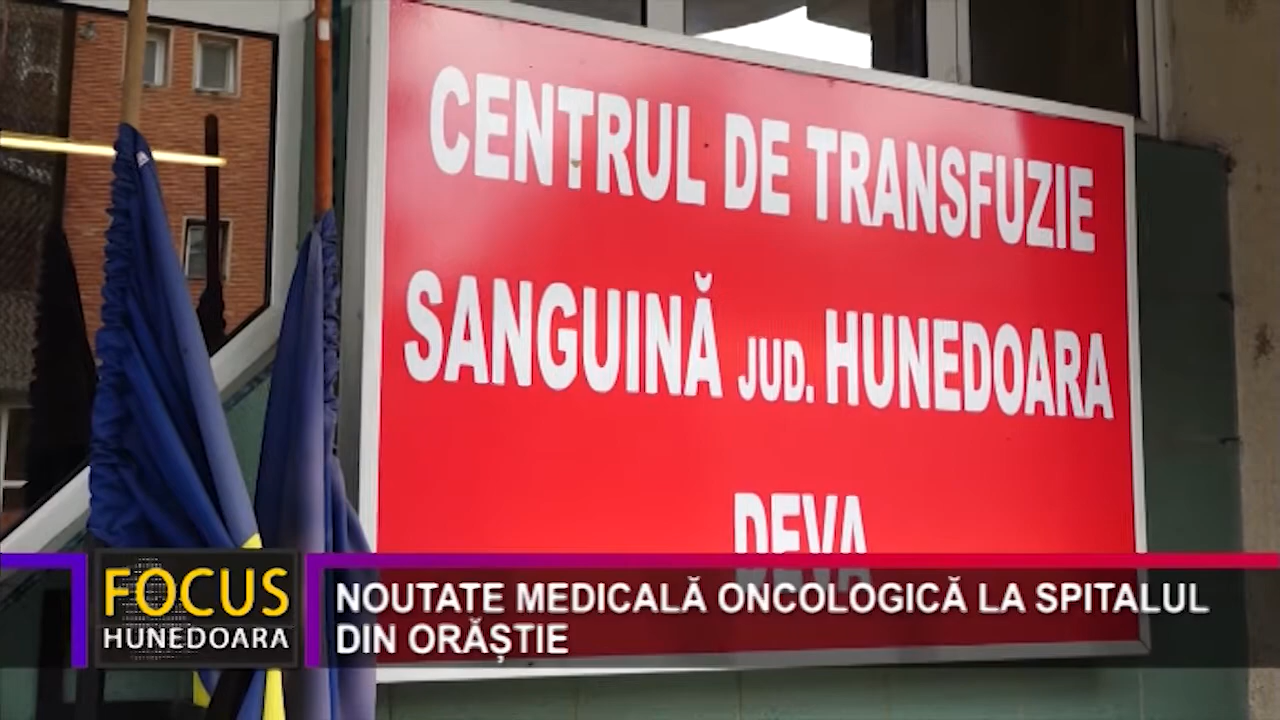 CENTRUL DE TRANSFUZIE
SANGUINĂ JUD. HUNEDOARA
DEVA
FOCUS
HUNEDOARA
NOUTATE MEDICALĂ ONCOLOGICĂ LA SPITALUL
DIN ORĂȘTIE